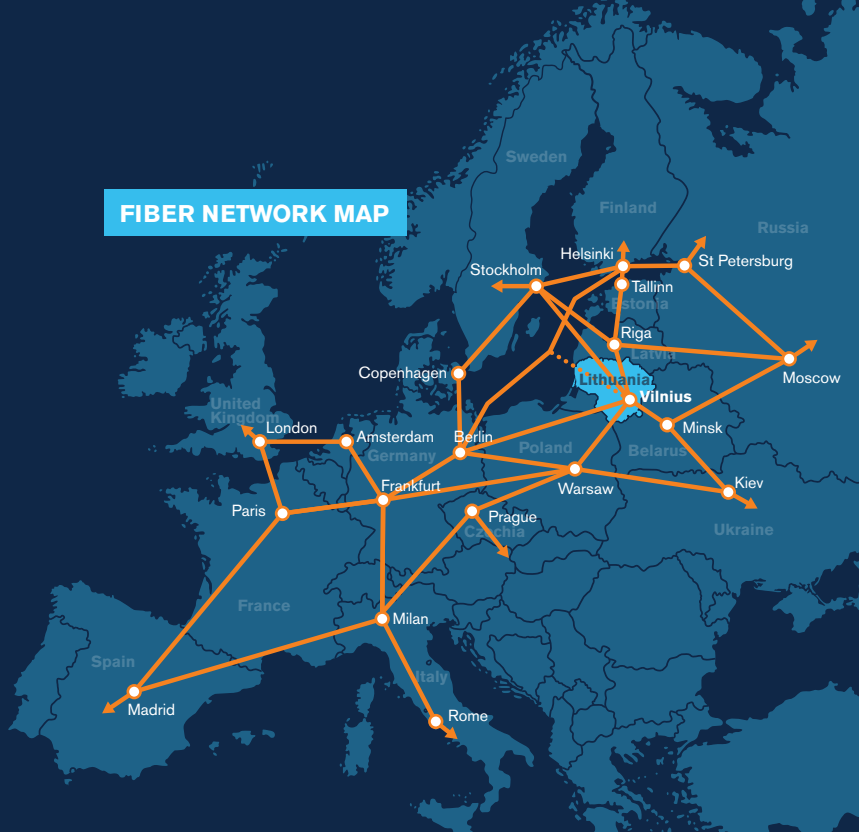 Sweden
FIBER NETWORK MAP
Finland
Russia
Helsinki
St Petersburg
Stockholm
Tallinn
Estonia
Riga
Latvia
Copenhagen
Lithuania
Moscow
Vilnius
United
Kingdom
London
Amsterdam
Berlin
Minsk
Germany
Poland
Belarus
Frankfurt
Warsaw
Kiev
Paris
Prague
Czechia
Ukraine
France
Milan
Spain
Italy
Madrid
Rome